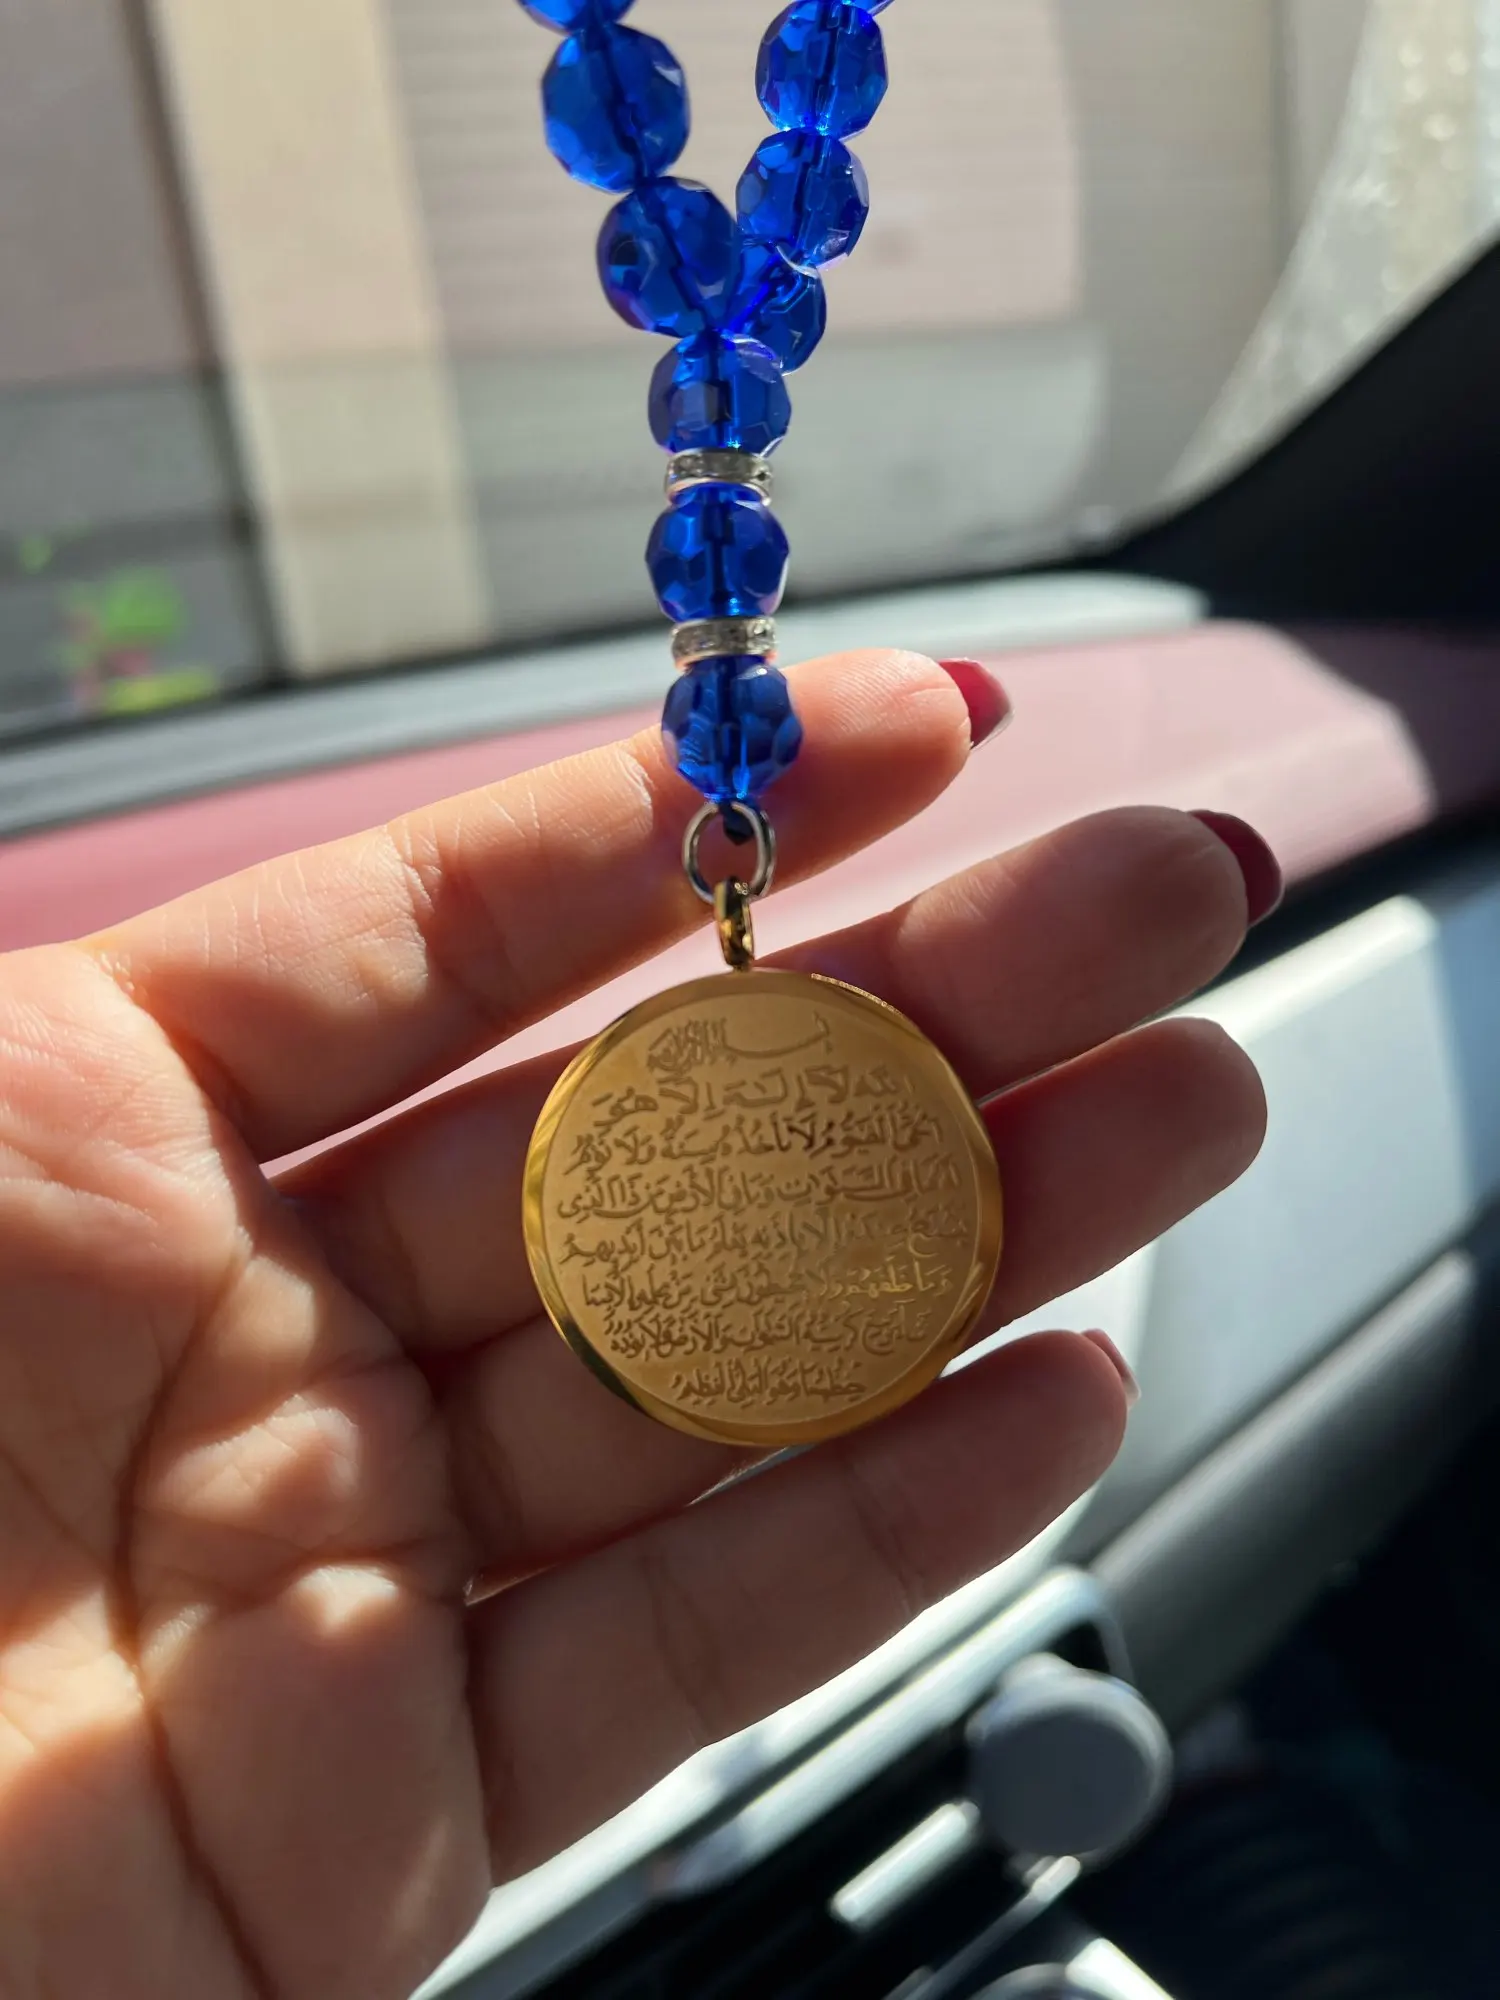 بسم الله الرحمن الرحيم
الله لا إله إلا هو
الحي القيوم لا تأخذه سنة ولا نوم
له ما في السموات وما في الأرض من ذا الذي
يشفع عنده إلا بإذنه يعلم ما بين أيديهم
وما خلفهم ولا يحيطون بشيء من علمه إلا بما
شاء وسع كرسيه السموات والأرض ولا يؤده
حفظهما وهو العلي العظيم